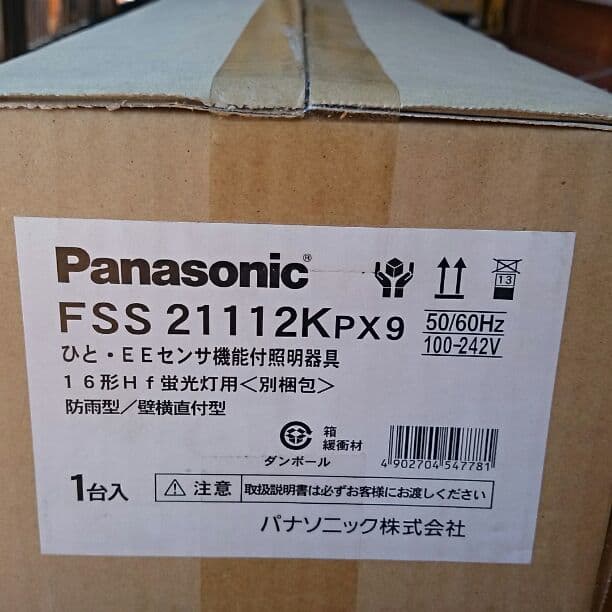 Panasonic®
FSS 21112KPX9
50/60Hz
100-242V
13
ひと・EEセンサ機能付照明器具
16形Hf蛍光灯用<別梱包>
防雨型/壁横直付型
箱
緩衝材
ダンボール
4902704547781
1台入
⚠注意 取扱説明書は必ずお客様にお渡しください
パナソニック株式会社